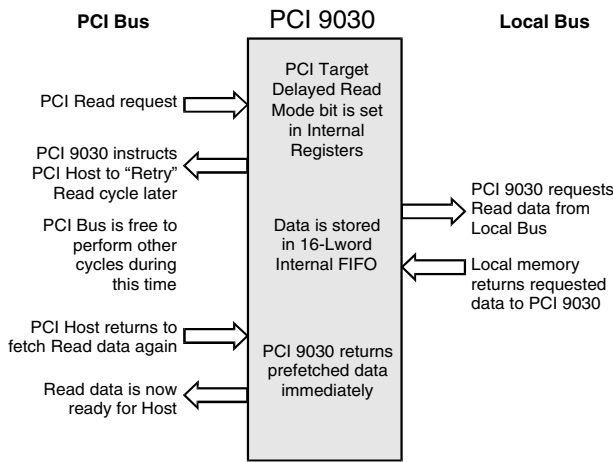 PCI Bus
PCI 9030
Local Bus
PCI Target
Delayed Read
Mode bit is set
in Internal
Registers
PCI Read request
PCI 9030 instructs
PCI Host to “Retry”
Read cycle later
PCI 9030 requests
Read data from
Local Bus
PCI Bus is free to
perform other
cycles during
this time
Data is stored
in 16-Lword
Internal FIFO
Local memory
returns requested
data to PCI 9030
PCI Host returns to
fetch Read data again
PCI 9030 returns
prefetched data
immediately
Read data is now
ready for Host